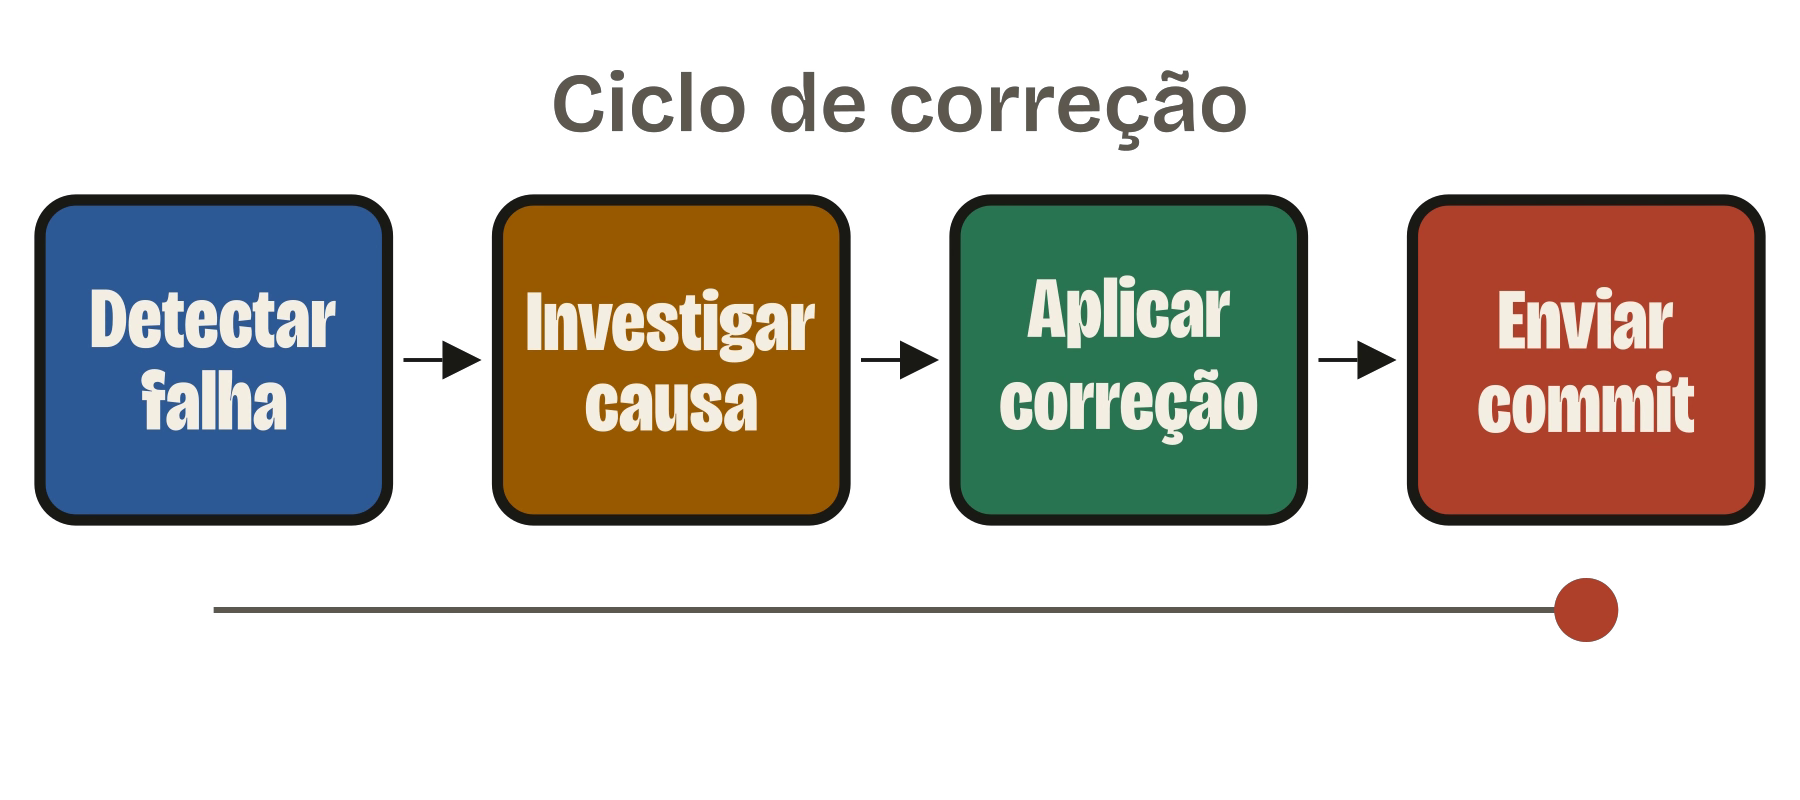 Ciclo de correção
Detectar
falha
Investigar
causa
Aplicar
correção
Enviar
commit